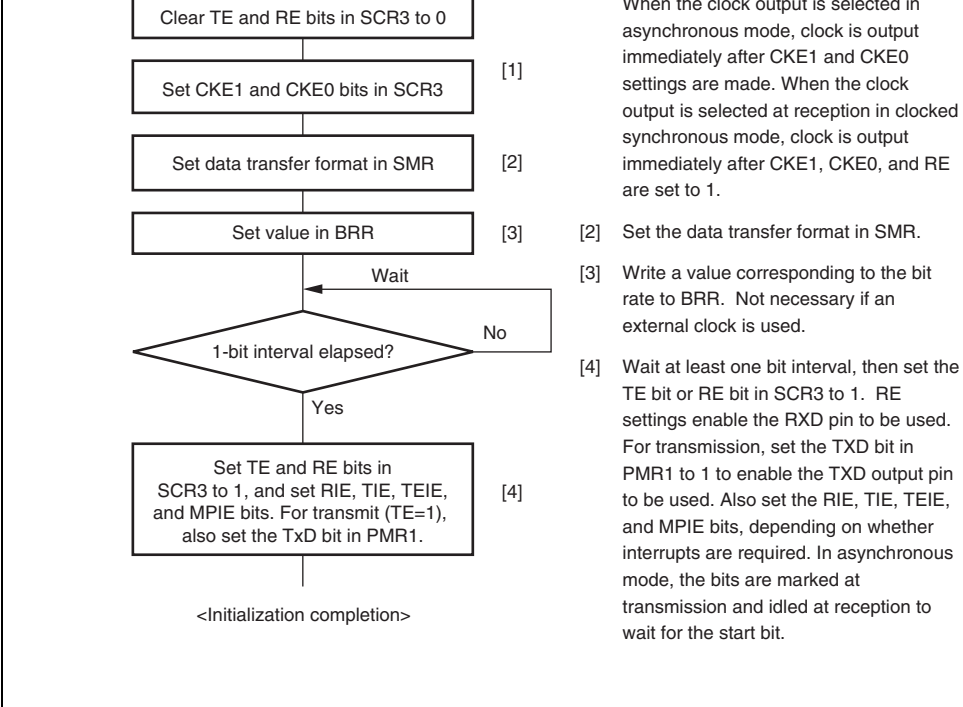 Clear TE and RE bits in SCR3 to 0
Set CKE1 and CKE0 bits in SCR3
[1]
Set data transfer format in SMR
[2]
Set value in BRR
[3]
Wait
1-bit interval elapsed?
No
Yes
Set TE and RE bits in
SCR3 to 1, and set RIE, TIE, TEIE,
and MPIE bits. For transmit (TE=1),
also set the TxD bit in PMR1.
[4]
<Initialization completion>
When the clock output is selected in
asynchronous mode, clock is output
immediately after CKE1 and CKE0
settings are made. When the clock
output is selected at reception in clocked
synchronous mode, clock is output
immediately after CKE1, CKE0, and RE
are set to 1.
[2] Set the data transfer format in SMR.
[3] Write a value corresponding to the bit
rate to BRR. Not necessary if an
external clock is used.
[4] Wait at least one bit interval, then set the
TE bit or RE bit in SCR3 to 1. RE
settings enable the RXD pin to be used.
For transmission, set the TXD bit in
PMR1 to 1 to enable the TXD output pin
to be used. Also set the RIE, TIE, TEIE,
and MPIE bits, depending on whether
interrupts are required. In asynchronous
mode, the bits are marked at
transmission and idled at reception to
wait for the start bit.